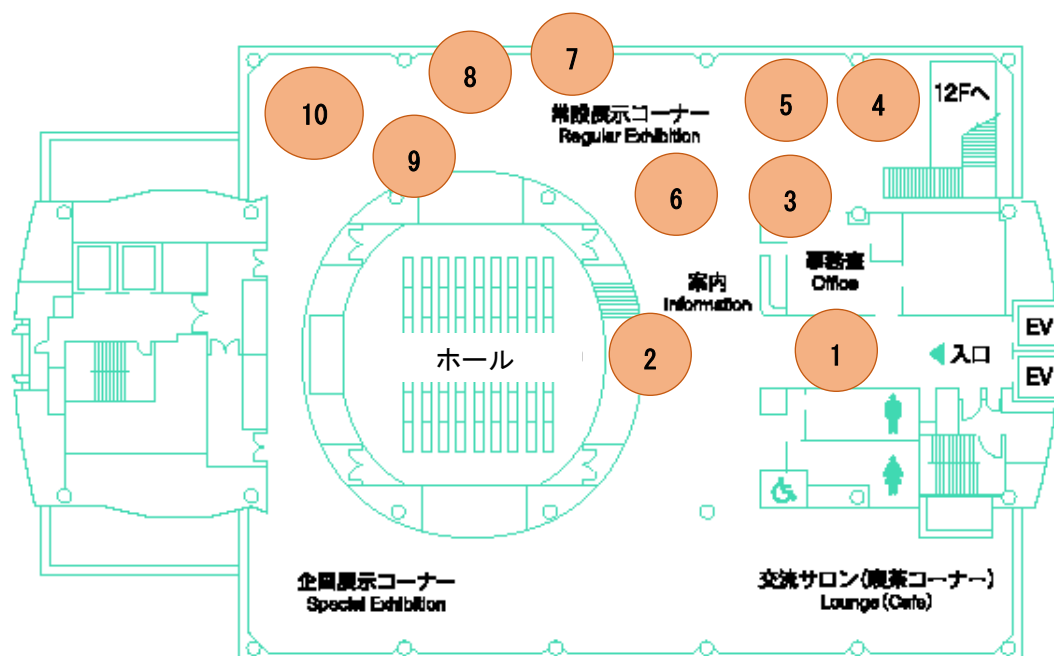 7
8
5
4
12Fへ
10
常設展示コーナー
Regular Exhibition
9
6
3
事務室
Office
案内
Information
EV
1
2
ホール
入口
EV
企画展示コーナー
Special Exhibition
交流サロン(喫茶コーナー)
Lounge(Cafe)